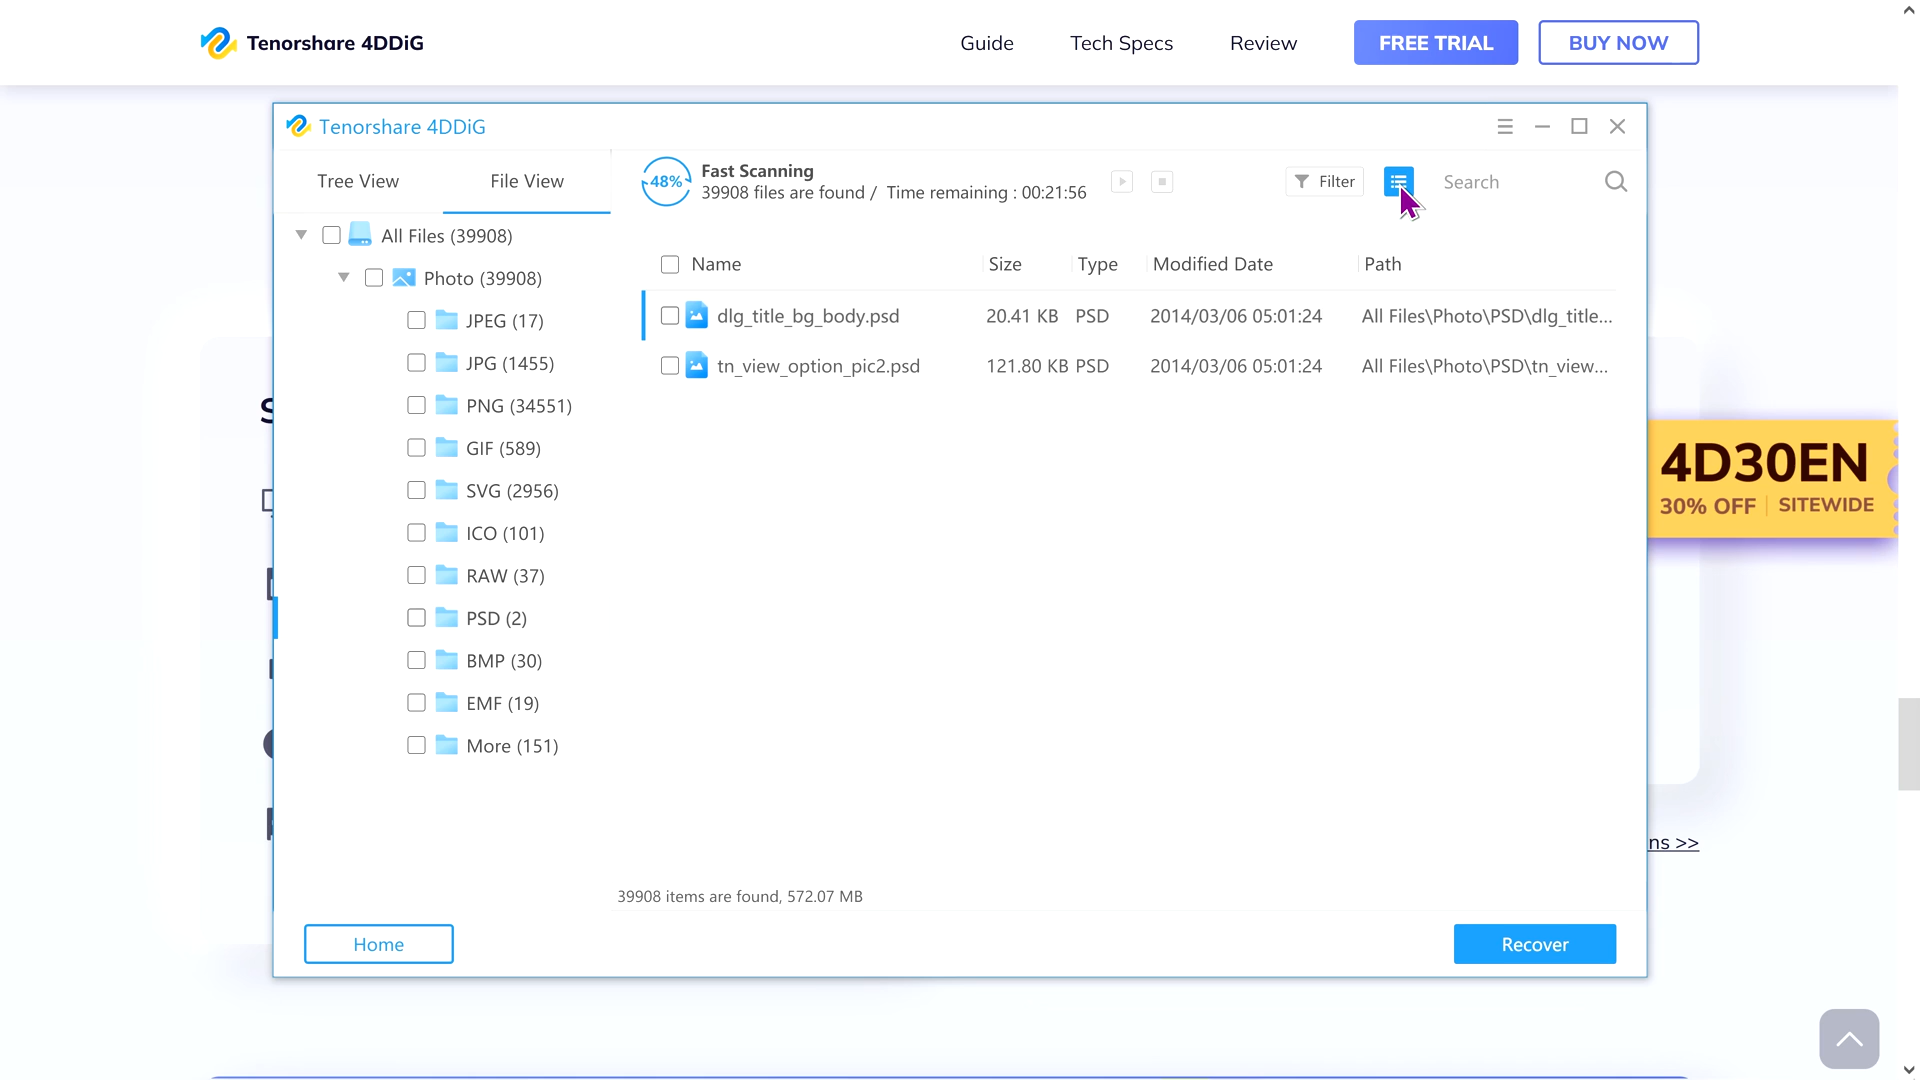 Tenorshare 4DDiG
Guide
Tech Specs
Review
FREE TRIAL
BUY NOW
Tenorshare 4DDiG
Tree View
File View
48%
Fast Scanning
39908 files are found / Time remaining : 00:21:56
Filter
Search
All Files (39908)
Photo (39908)
JPEG (17)
JPG (1455)
PNG (34551)
GIF (589)
SVG (2956)
ICO (101)
RAW (37)
PSD (2)
BMP (30)
EMF (19)
More (151)
Name Size Type Modified Date Path
dlg_title_bg_body.psd 20.41 KB PSD 2014/03/06 05:01:24 All Files\Photo\PSD\dlg_title...
tn_view_option_pic2.psd 121.80 KB PSD 2014/03/06 05:01:24 All Files\Photo\PSD\tn_view...
4D30EN
30% OFF | SITEWIDE
ns >>
39908 items are found, 572.07 MB
Home
Recover